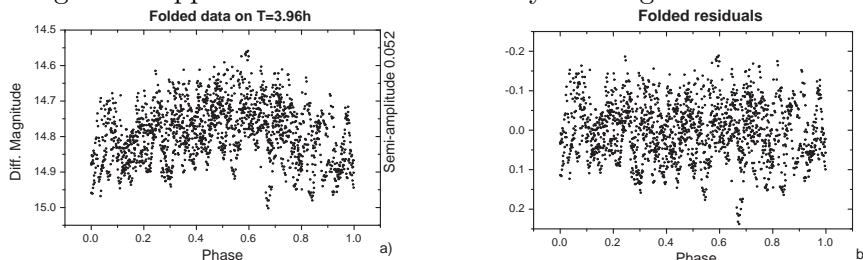 Folded data on T=3.96h
14.5
14.6
14.7
14.8
14.9
15.0
Diff. Magnitude
Semi-amplitude 0.052
0.0 0.2 0.4 0.6 0.8 1.0
Phase
a)
Folded residuals
-0.2
-0.1
0.0
0.1
0.2
0.0 0.2 0.4 0.6 0.8 1.0
Phase
b